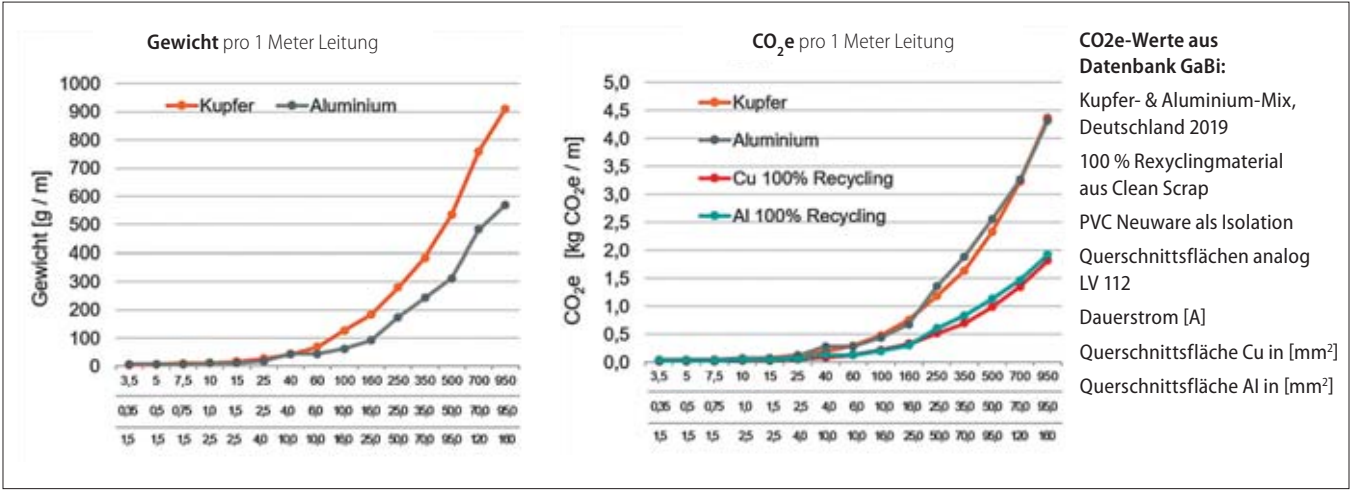 Gewicht pro 1 Meter Leitung
Gewicht [g / m]
1000
900
800
700
600
500
400
300
200
100
0
Kupfer Aluminium
3,5 5 7,5 10 15 25 40 60 100 160 250 350 500 700 950
0,35 0,5 0,75 1,0 1,5 2,5 4,0 6,0 10,0 16,0 25,0 35,0 50,0 70,0 95,0
1,5 1,5 1,5 2,5 2,5 4,0 10,0 10,0 16,0 25,0 50,0 70,0 95,0 120 160
CO₂e pro 1 Meter Leitung
CO₂e [kg CO₂e / m]
5,0
4,5
4,0
3,5
3,0
2,5
2,0
1,5
1,0
0,5
0,0
Kupfer
Aluminium
Cu 100% Recycling
Al 100% Recycling
3,5 5 7,5 10 15 25 40 60 100 160 250 350 500 700 950
0,35 0,5 0,75 1,0 1,5 2,5 4,0 6,0 10,0 16,0 25,0 35,0 50,0 70,0 95,0
1,5 1,5 1,5 2,5 2,5 4,0 10,0 10,0 16,0 25,0 50,0 70,0 95,0 120 160
CO2e-Werte aus
Datenbank GaBi:
Kupfer- & Aluminium-Mix,
Deutschland 2019
100 % Rexyclingmaterial
aus Clean Scrap
PVC Neuware als Isolation
Querschnittsflächen analog
LV 112
Dauerstrom [A]
Querschnittsfläche Cu in [mm²]
Querschnittsfläche Al in [mm²]